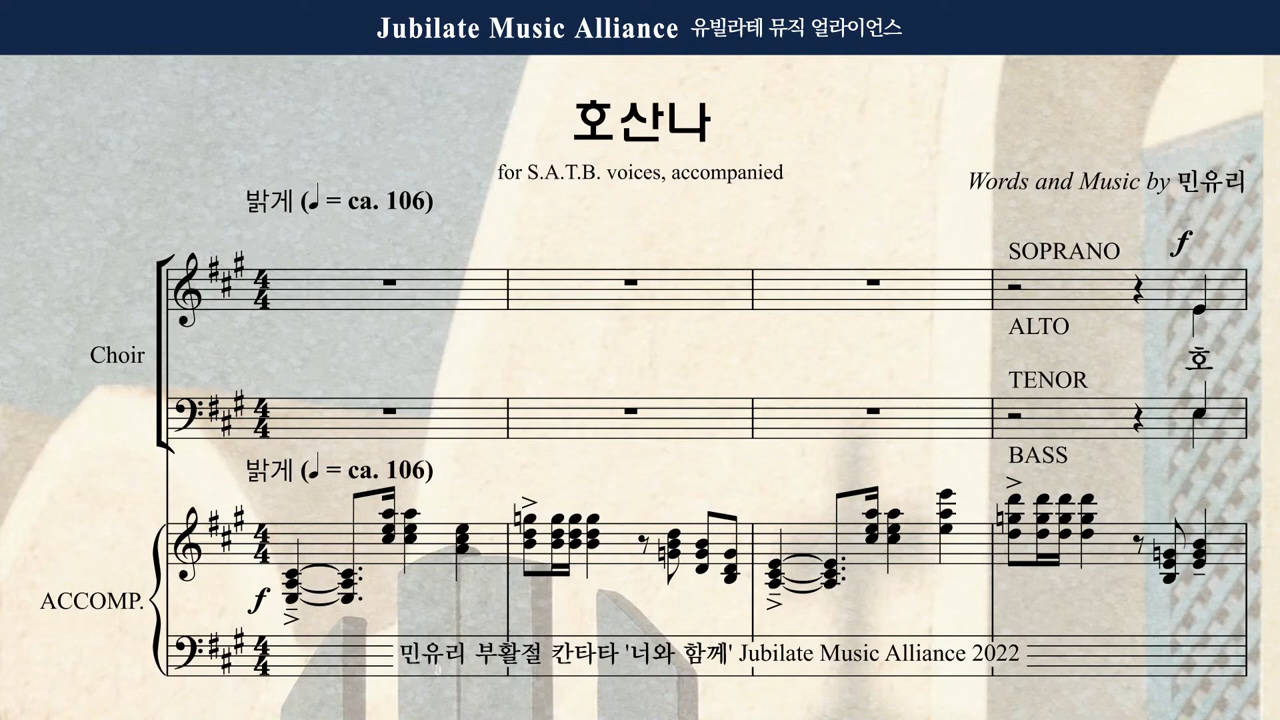 Jubilate Music Alliance 유빌라테 뮤직 얼라이언스
호산나
for S.A.T.B. voices, accompanied
Words and Music by 민유리
밝게 (♩ = ca. 106)
SOPRANO
f
ALTO
Choir
호
TENOR
BASS
밝게 (♩ = ca. 106)
ACCOMP.
f
민유리 부활절 칸타타 '너와 함께' Jubilate Music Alliance 2022